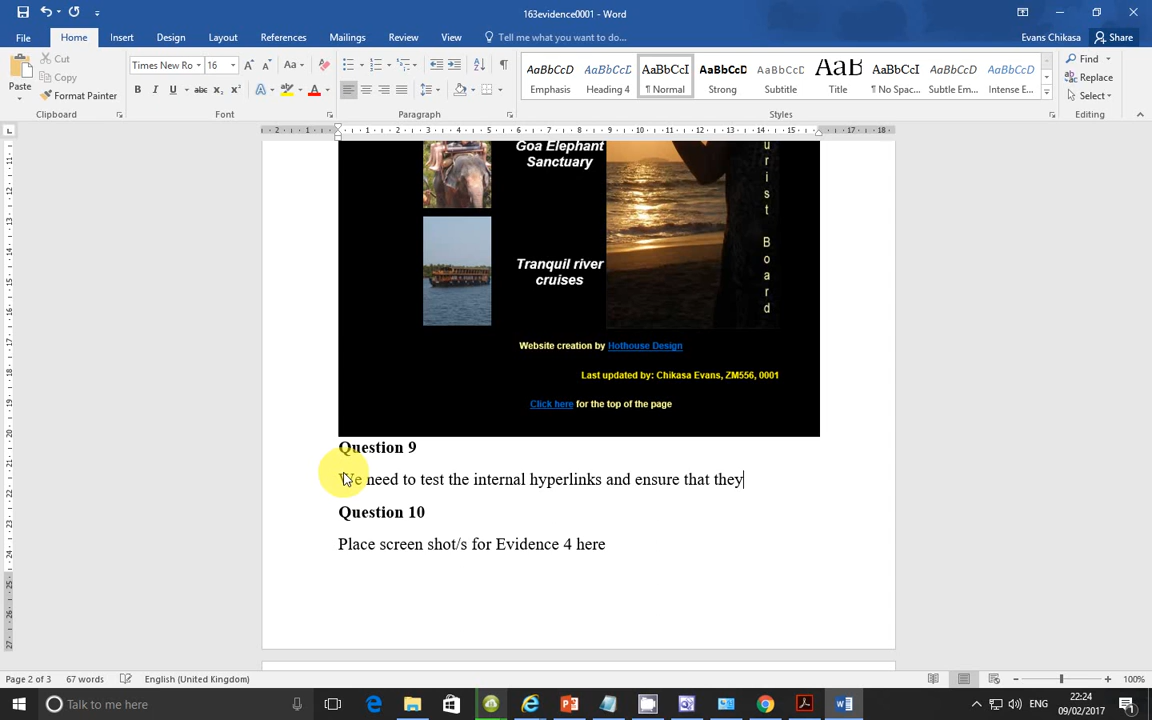 163evidence0001 - Word
File
Home
Insert
Design
Layout
References
Mailings
Review
View
Tell me what you want to do...
Evans Chikasa
Share
Paste
Cut
Copy
Format Painter
Clipboard
Times New Ro
16
Aa
B I U abc X₂ X²
Font
Paragraph
AaBbCcD
AaBbCcL
AaBbCcI
AaBbCcD
AaBbCcD
AaB
AaBbCcI
AaBbCcD
AaBbCcD
Emphasis
Heading 4
¶ Normal
Strong
Subtitle
Title
¶ No Spac...
Subtle Em...
Intense E...
Styles
Find
Replace
Select
Editing
Goa Elephant
Sanctuary
Tranquil river
cruises
u
r
i
s
t
B
o
a
r
d
Website creation by Hothouse Design
Last updated by: Chikasa Evans, ZM556, 0001
Click here for the top of the page
Question 9
We need to test the internal hyperlinks and ensure that they
Question 10
Place screen shot/s for Evidence 4 here
Page 2 of 3
67 words
English (United Kingdom)
100%
Talk to me here
ENG
22:24
09/02/2017